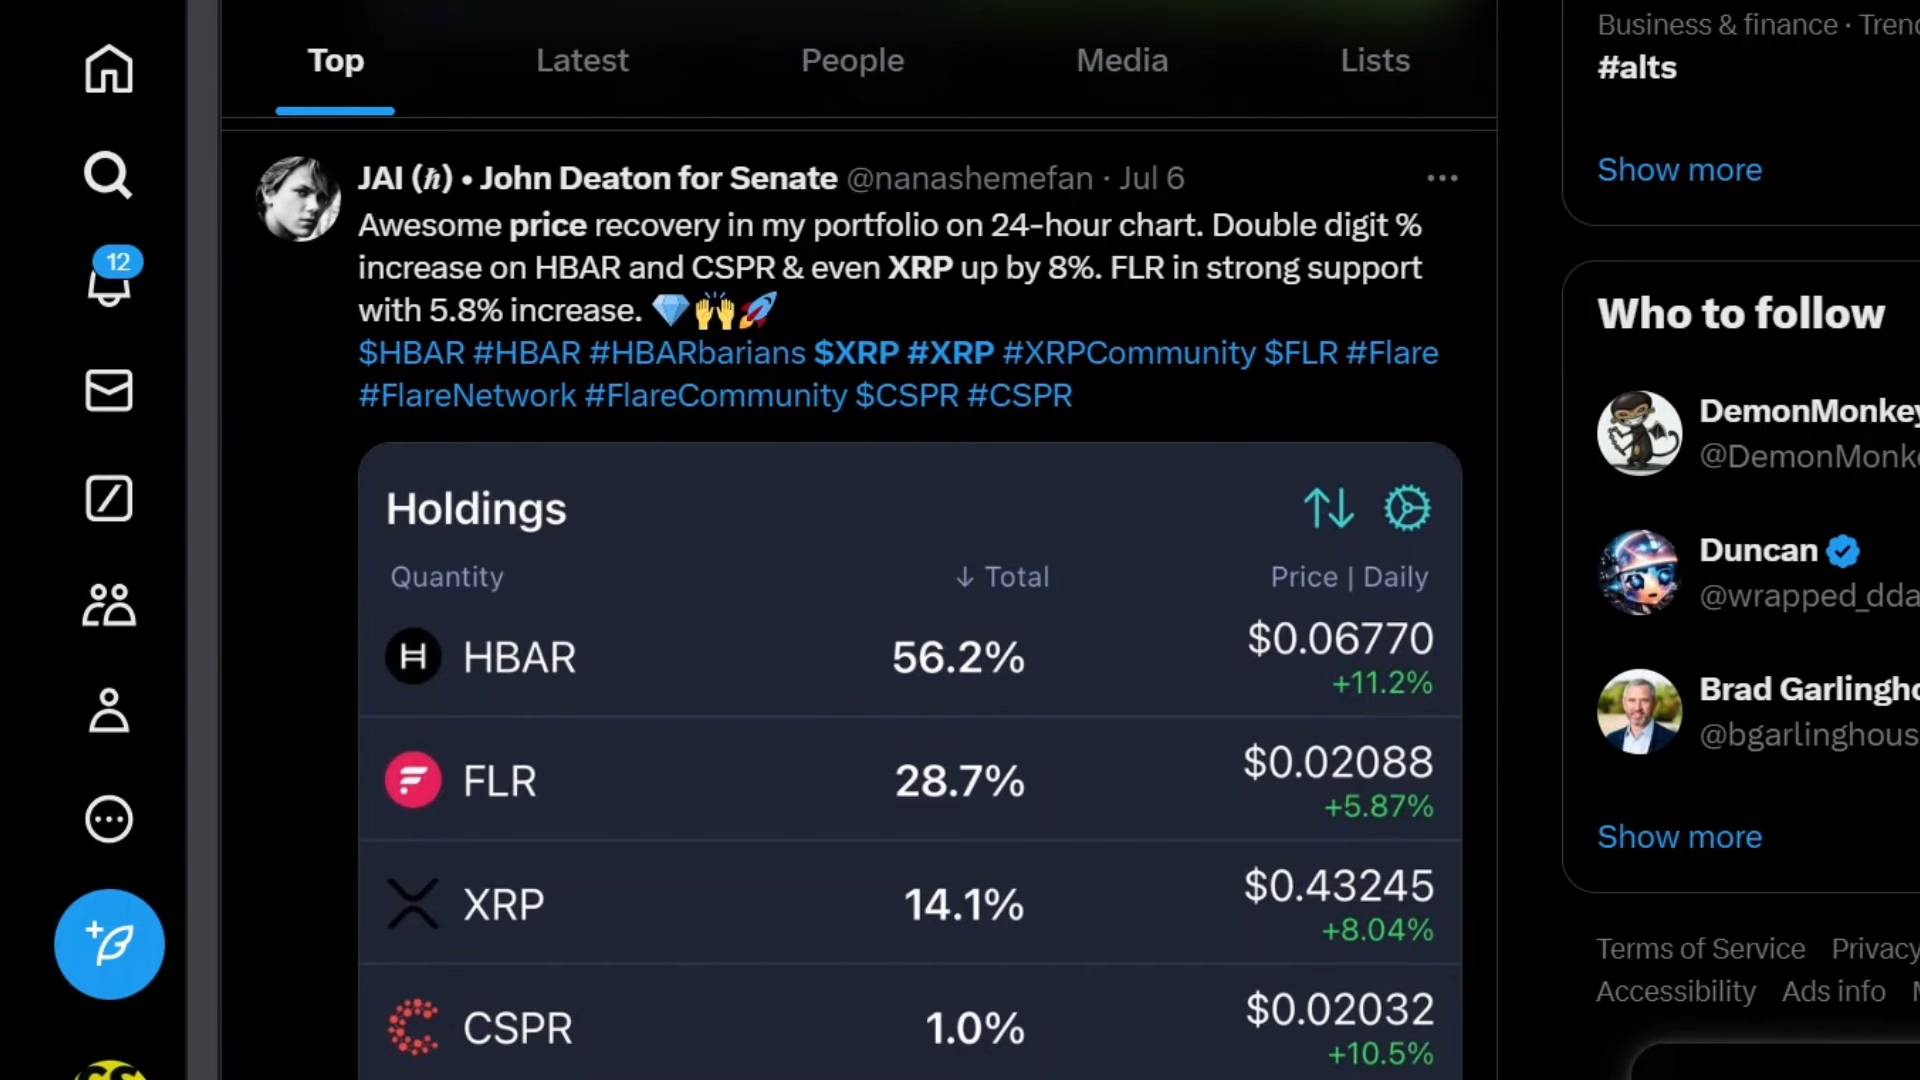 Top Latest People Media Lists
12
JAI (ℏ) • John Deaton for Senate @nanashemefan · Jul 6
Awesome price recovery in my portfolio on 24-hour chart. Double digit %
increase on HBAR and CSPR & even XRP up by 8%. FLR in strong support
with 5.8% increase. 💎🙌🚀
$HBAR #HBAR #HBARbarians $XRP #XRP #XRPCommunity $FLR #Flare
#FlareNetwork #FlareCommunity $CSPR #CSPR
Holdings
Quantity ↓ Total Price | Daily
HBAR 56.2% $0.06770
+11.2%
FLR 28.7% $0.02088
+5.87%
XRP 14.1% $0.43245
+8.04%
CSPR 1.0% $0.02032
+10.5%
Business & finance · Tren
#alts
Show more
Who to follow
DemonMonkey
@DemonMonk
Duncan
@wrapped_dda
Brad Garlingho
@bgarlinghous
Show more
Terms of Service Privacy
Accessibility Ads info